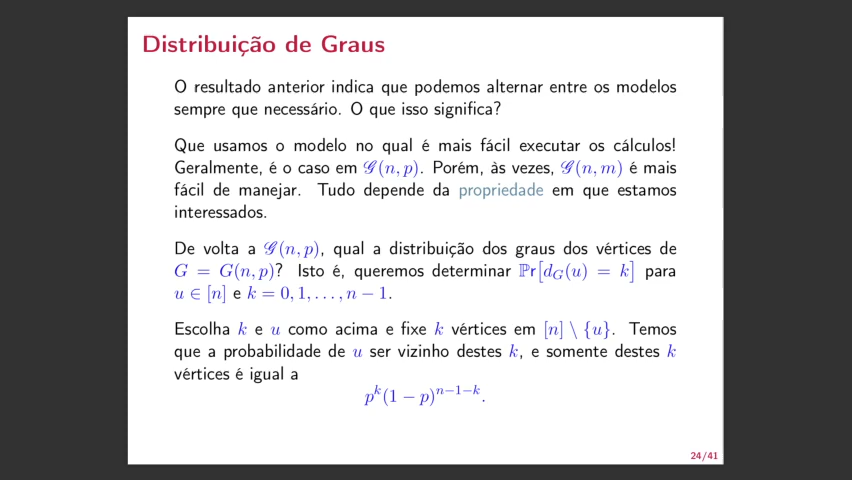 Distribuição de Graus
O resultado anterior indica que podemos alternar entre os modelos
sempre que necessário. O que isso significa?
Que usamos o modelo no qual é mais fácil executar os cálculos!
Geralmente, é o caso em 𝒢(n, p). Porém, às vezes, 𝒢(n, m) é mais
fácil de manejar. Tudo depende da propriedade em que estamos
interessados.
De volta a 𝒢(n, p), qual a distribuição dos graus dos vértices de
G = G(n, p)? Isto é, queremos determinar ℙr[d_G(u) = k] para
u ∈ [n] e k = 0, 1, . . . , n − 1.
Escolha k e u como acima e fixe k vértices em [n] \ {u}. Temos
que a probabilidade de u ser vizinho destes k, e somente destes k
vértices é igual a
p^k(1 − p)^{n−1−k}.
24/41